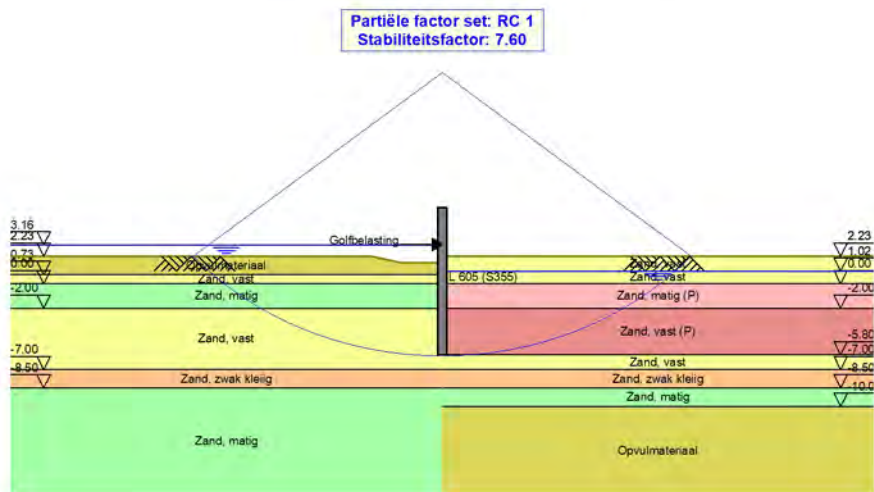 Partiële factor set: RC 1
Stabiliteitsfactor: 7.60
3.16
2.23
0.73
0.00
-2.00
-7.00
-8.50
Golfbelasting
Opvulmateriaal
Zand, vast
Zand, matig
Zand, vast
Zand, zwak kleiig
Zand, matig
L 605 (S355)
Zand, vast
Zand, matig (P)
Zand, vast (P)
Zand, vast
Zand, zwak kleiig
Zand, matig
Opvulmateriaal
2.23
1.02
0.00
-2.00
-5.80
-7.00
-8.50